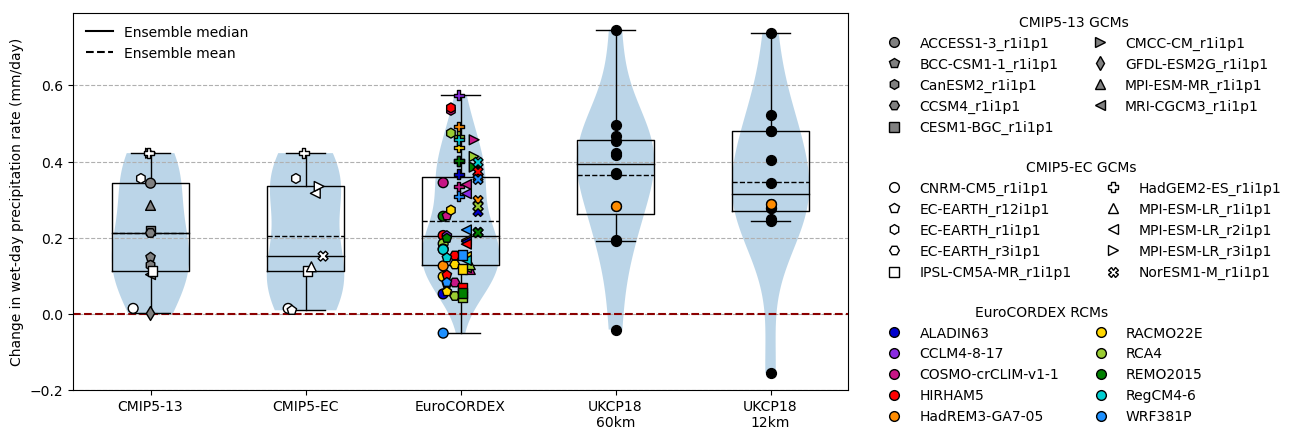 Change in wet-day precipitation rate (mm/day)
0.6
0.4
0.2
0.0
−0.2
Ensemble median
Ensemble mean
CMIP5-13
CMIP5-EC
EuroCORDEX
UKCP18
60km
UKCP18
12km
CMIP5-13 GCMs
ACCESS1-3_r1i1p1
BCC-CSM1-1_r1i1p1
CanESM2_r1i1p1
CCSM4_r1i1p1
CESM1-BGC_r1i1p1
CMCC-CM_r1i1p1
GFDL-ESM2G_r1i1p1
MPI-ESM-MR_r1i1p1
MRI-CGCM3_r1i1p1
CMIP5-EC GCMs
CNRM-CM5_r1i1p1
EC-EARTH_r12i1p1
EC-EARTH_r1i1p1
EC-EARTH_r3i1p1
IPSL-CM5A-MR_r1i1p1
HadGEM2-ES_r1i1p1
MPI-ESM-LR_r1i1p1
MPI-ESM-LR_r2i1p1
MPI-ESM-LR_r3i1p1
NorESM1-M_r1i1p1
EuroCORDEX RCMs
ALADIN63
CCLM4-8-17
COSMO-crCLIM-v1-1
HIRHAM5
HadREM3-GA7-05
RACMO22E
RCA4
REMO2015
RegCM4-6
WRF381P